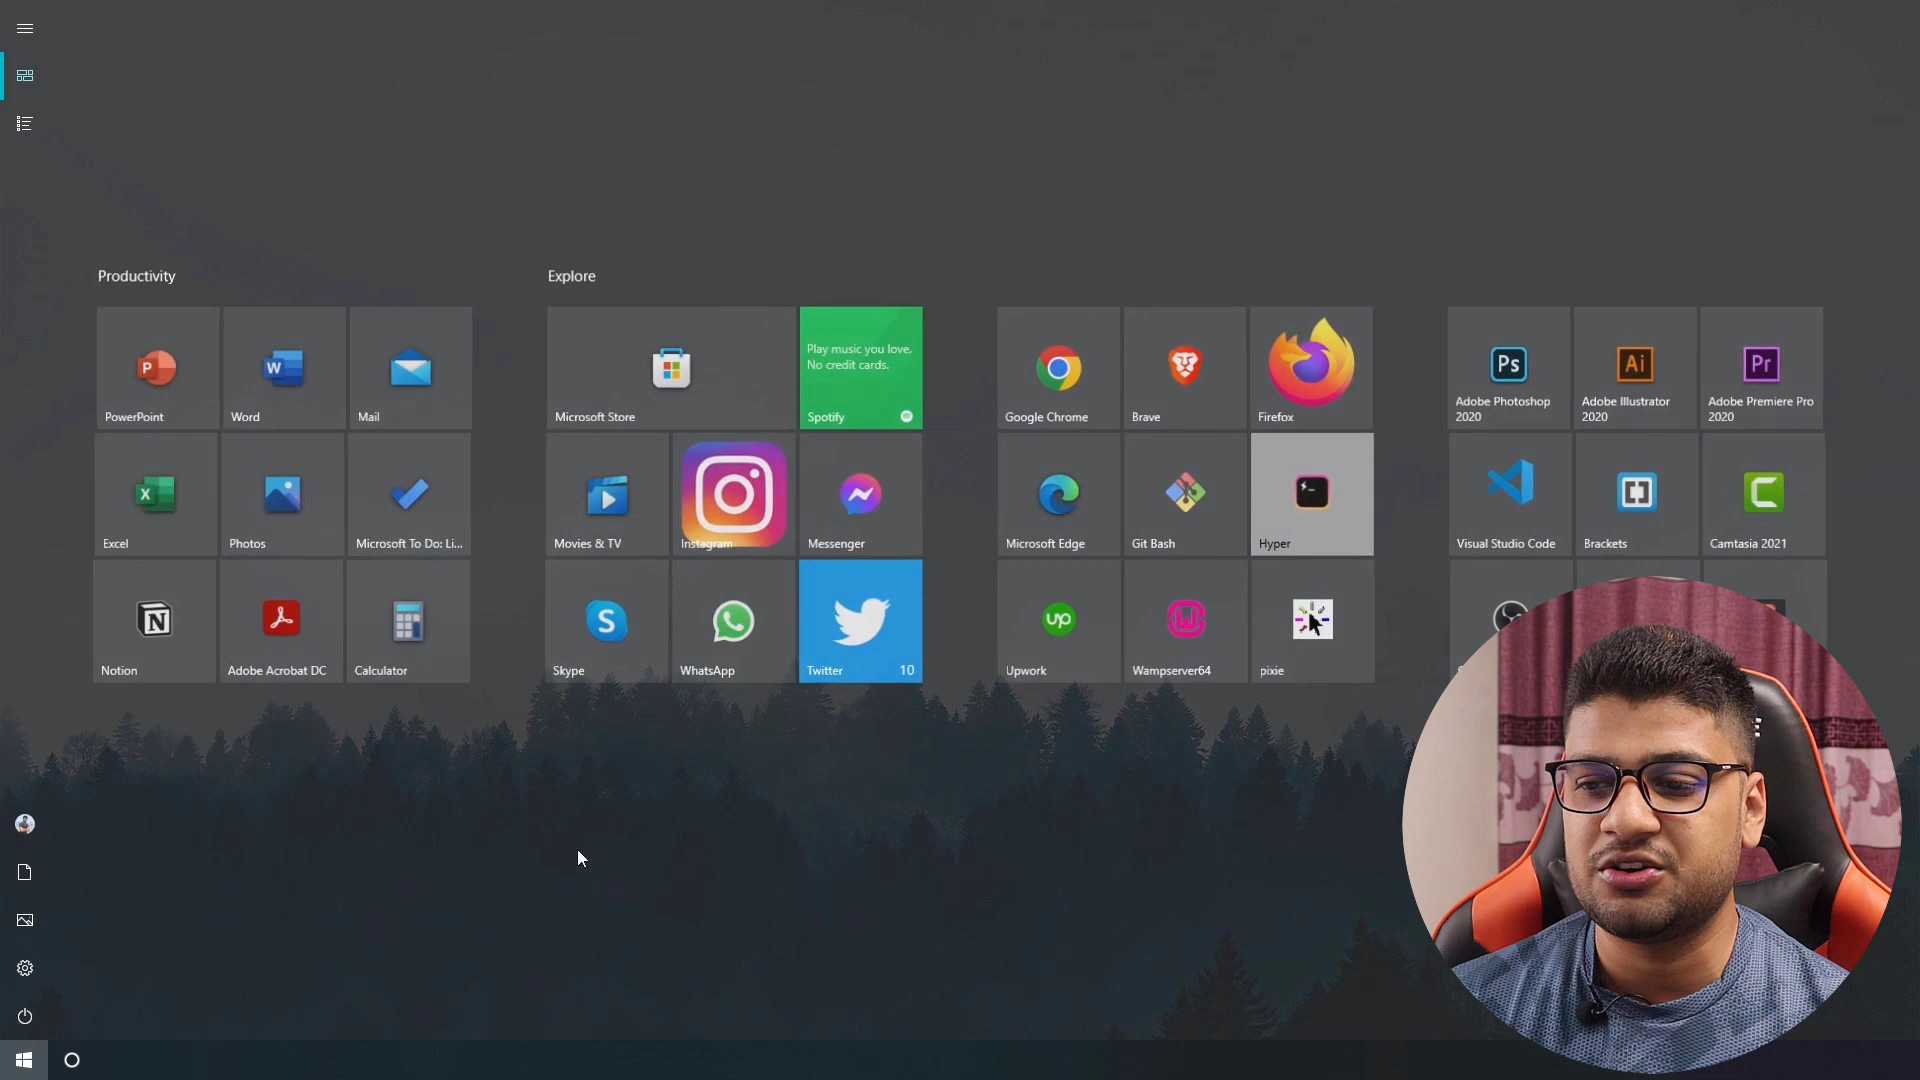 Productivity
Explore
PowerPoint
Word
Mail
Microsoft Store
Play music you love.
No credit cards.
Spotify
Google Chrome
Brave
Firefox
Ps
Adobe Photoshop
2020
Ai
Adobe Illustrator
2020
Pr
Adobe Premiere Pro
2020
Excel
Photos
Microsoft To Do: Li...
Movies & TV
Instagram
Messenger
Microsoft Edge
Git Bash
Hyper
Visual Studio Code
Brackets
Camtasia 2021
Notion
Adobe Acrobat DC
Calculator
Skype
WhatsApp
Twitter
10
up
Upwork
Wampserver64
pixie